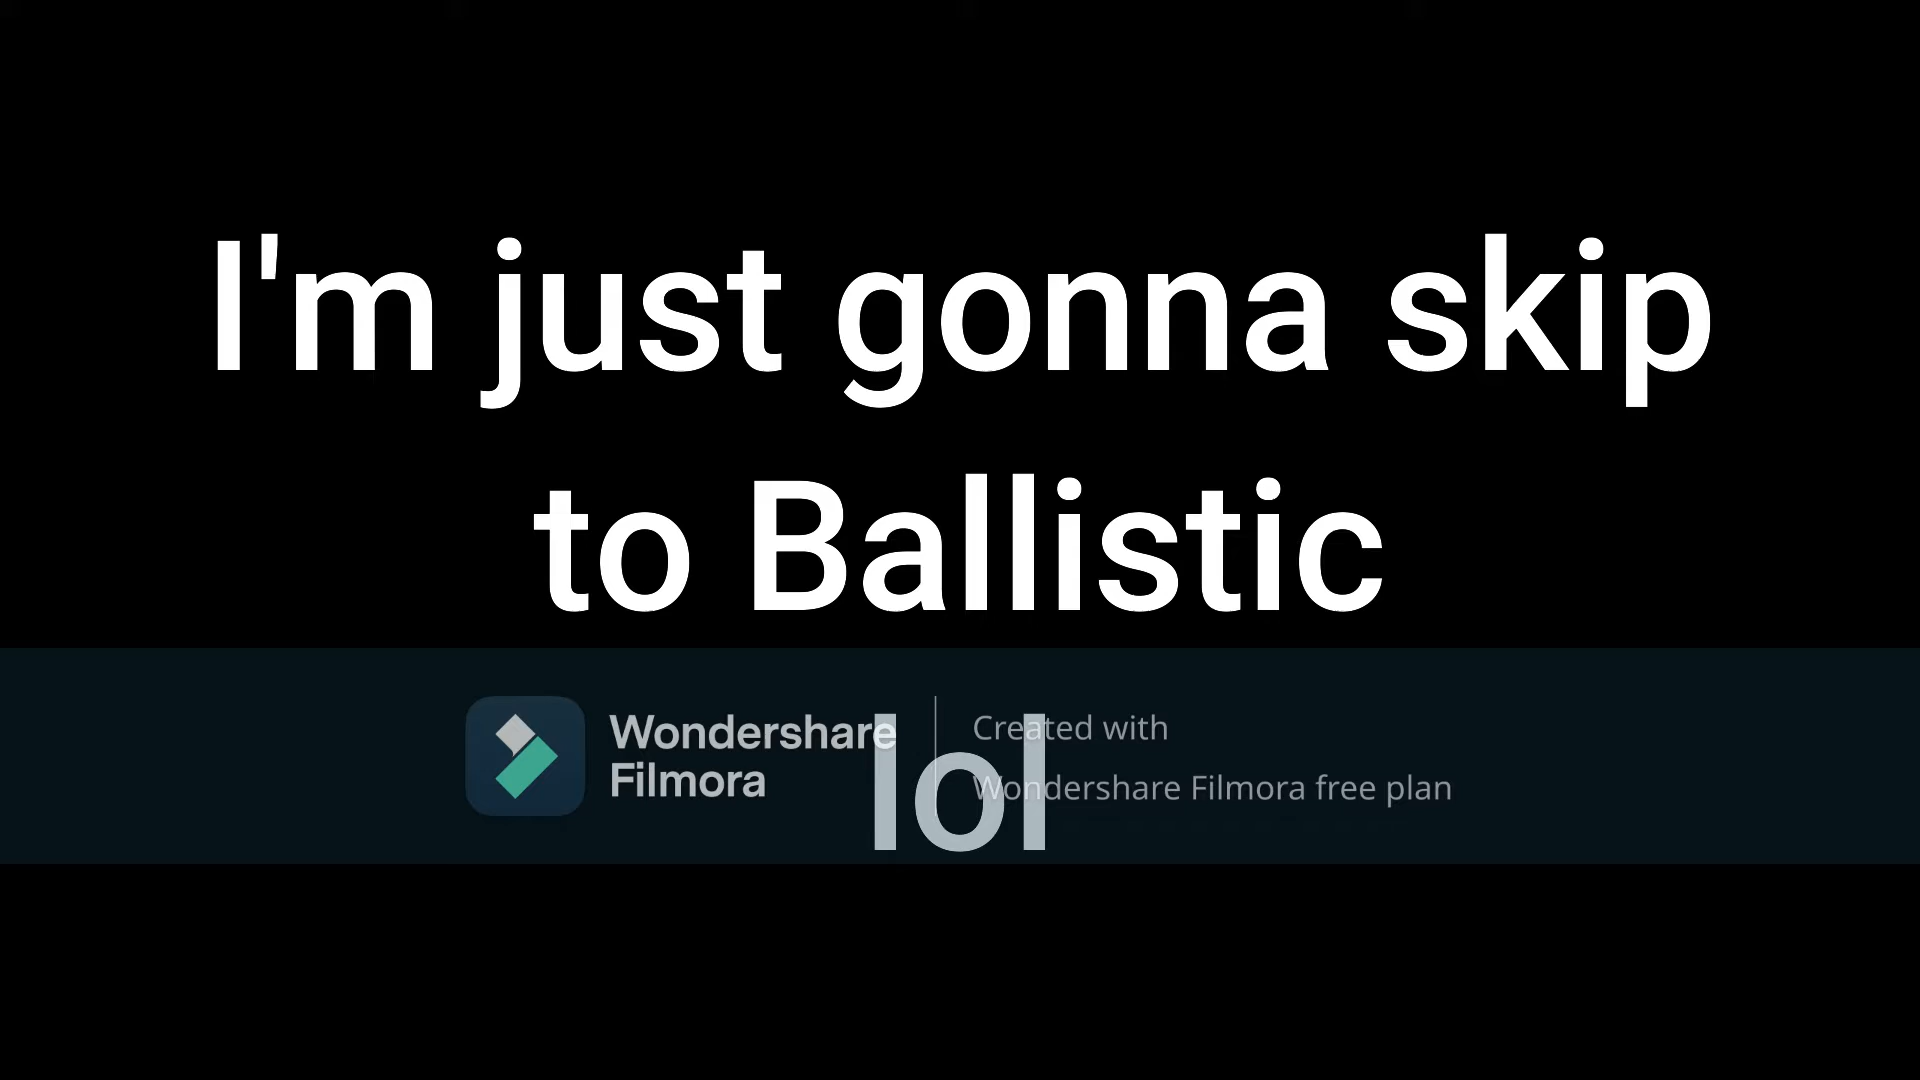 I'm just gonna skip
to Ballistic
lol
Wondershare
Filmora
Created with
Wondershare Filmora free plan